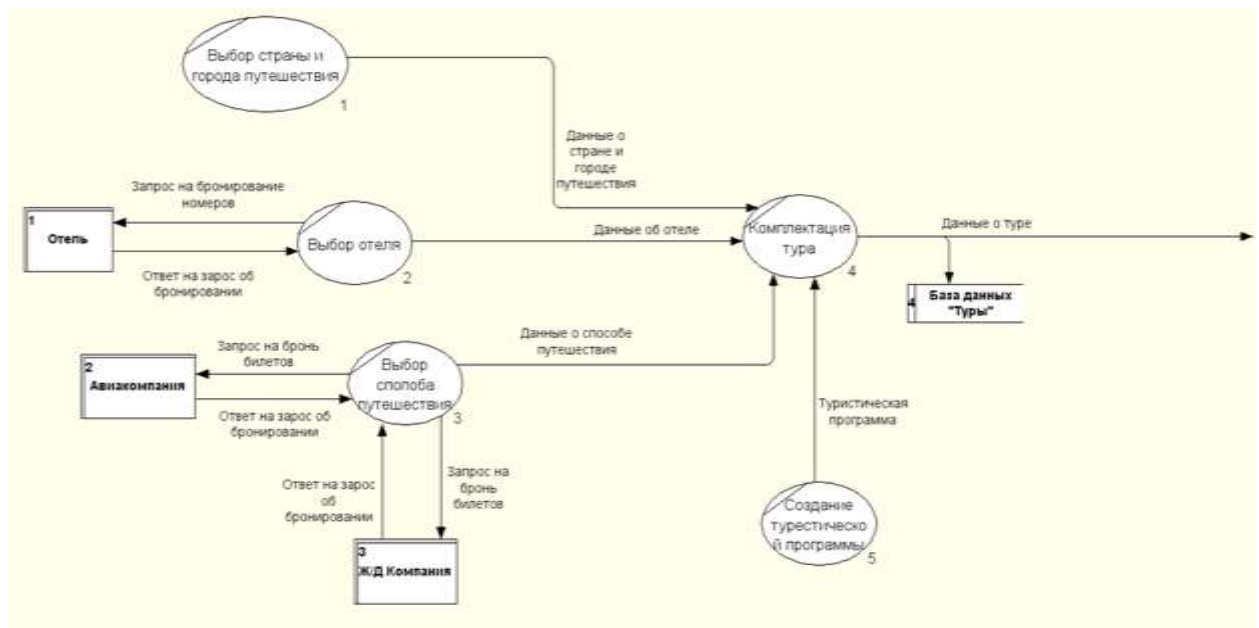 Выбор страны и
города путешествия
1
Данные о
стране и
городе
путешествия
Запрос на бронирование
номеров
1
Отель
Ответ на зарос об
бронировании
Выбор отеля
2
Данные об отеле
Комплектация
тура
4
Данные о туре
4
База данных
"Туры"
Данные о способе
путешествия
Запрос на бронь
билетов
2
Авиакомпания
Ответ на зарос об
бронировании
Выбор
спопоба
путешествия
3
Туристическая
программа
Ответ на зарос
об
бронировании
Запрос на
бронь
билетов
3
Ж/Д Компания
Создание
турестическо
й программы
5